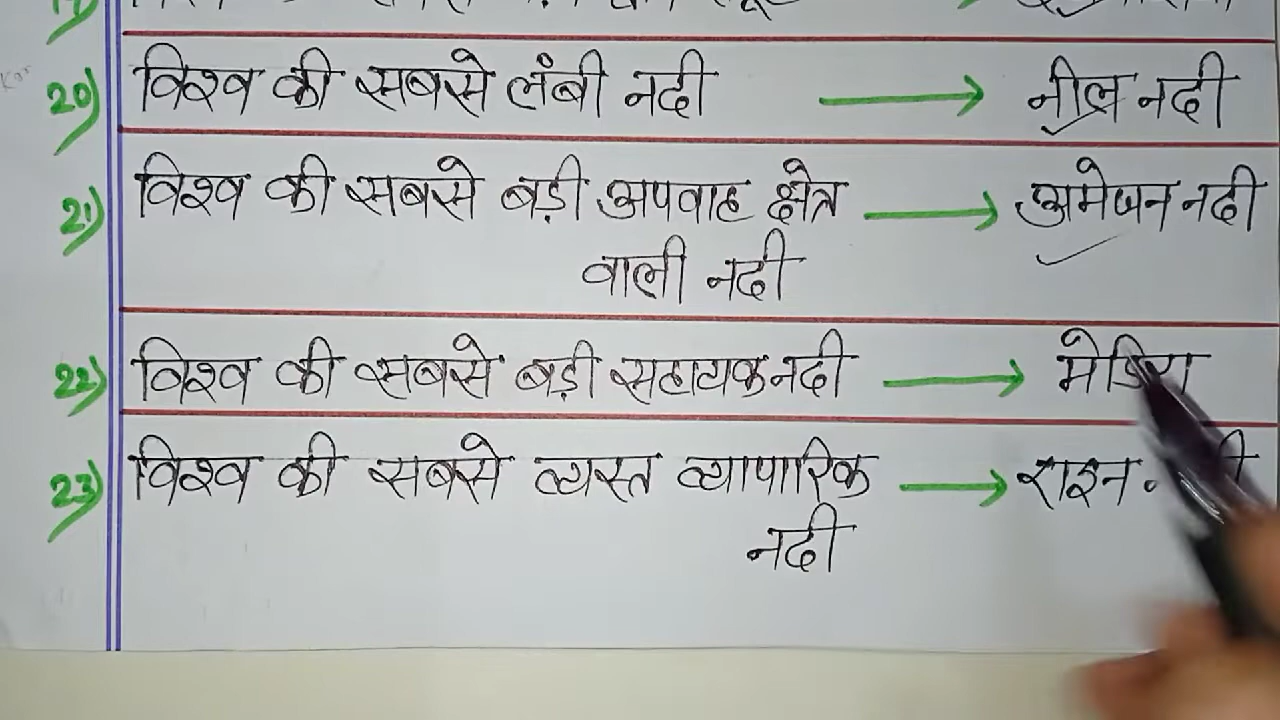 20) विश्व की सबसे लंबी नदी → नील नदी
21) विश्व की सबसे बड़ी अपवाह क्षेत्र → अमेजन नदी
वाली नदी
22) विश्व की सबसे बड़ी सहायक नदी → मेडिरा
23) विश्व की सबसे व्यस्त व्यापारिक → राइन
नदी